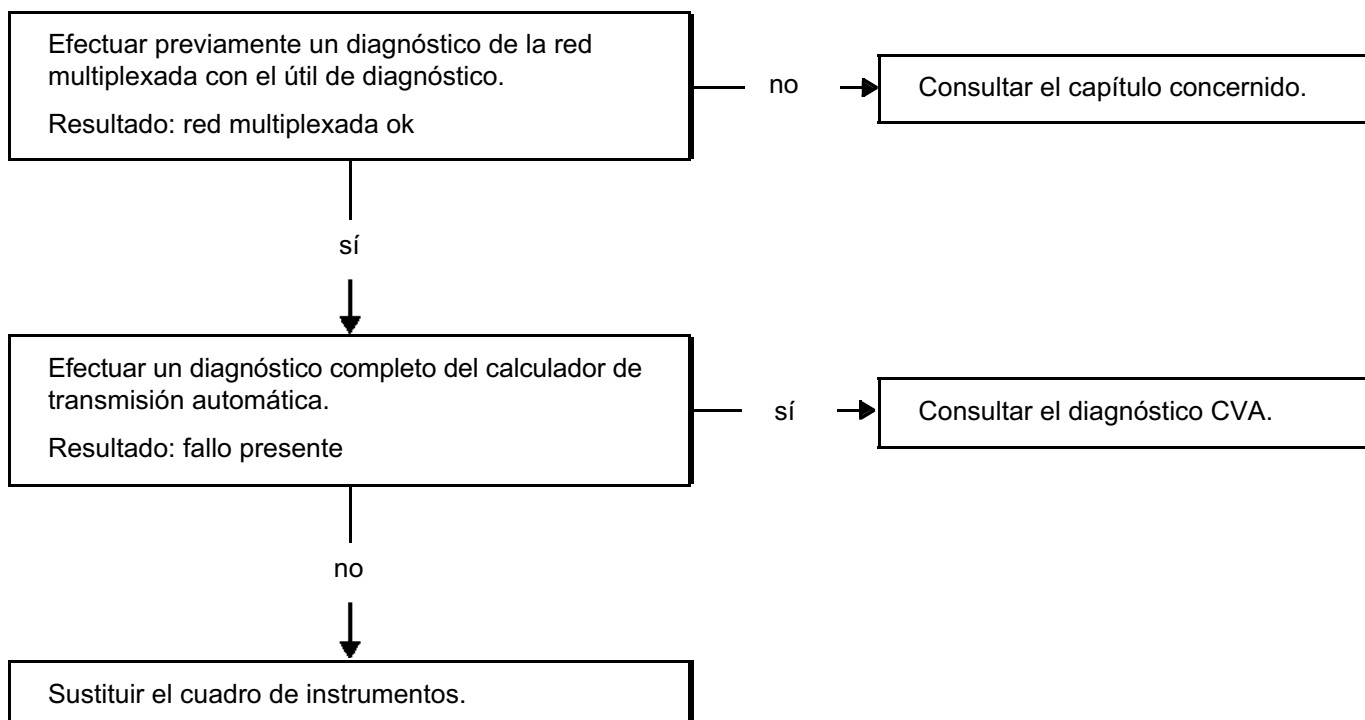 Efectuar previamente un diagnóstico de la red
multiplexada con el útil de diagnóstico.
Resultado: red multiplexada ok
no
Consultar el capítulo concernido.
sí
Efectuar un diagnóstico completo del calculador de
transmisión automática.
Resultado: fallo presente
sí
Consultar el diagnóstico CVA.
no
Sustituir el cuadro de instrumentos.